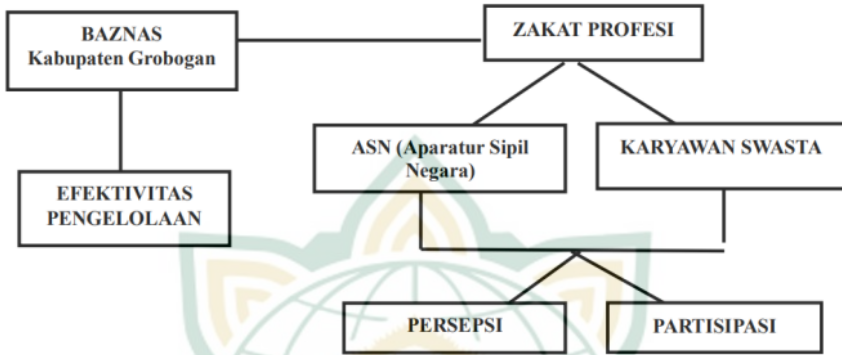 BAZNAS
Kabupaten Grobogan
ZAKAT PROFESI
ASN (Aparatur Sipil
Negara)
KARYAWAN SWASTA
EFEKTIVITAS
PENGELOLAAN
PERSEPSI
PARTISIPASI